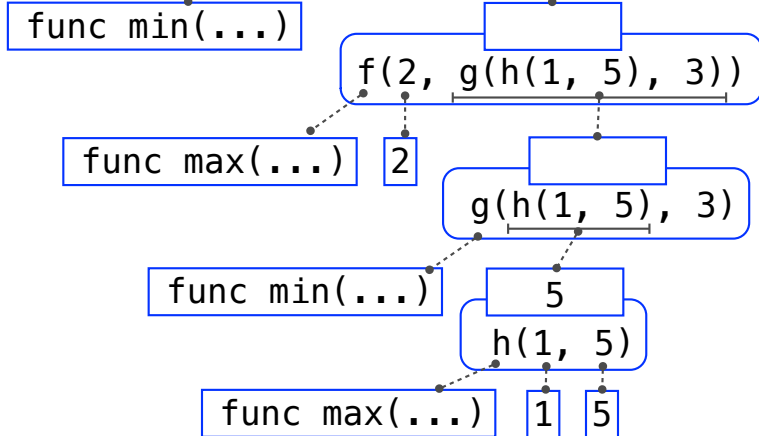 func min(...)
f(2, g(h(1, 5), 3))
func max(...)
2
g(h(1, 5), 3)
func min(...)
5
h(1, 5)
func max(...)
1
5